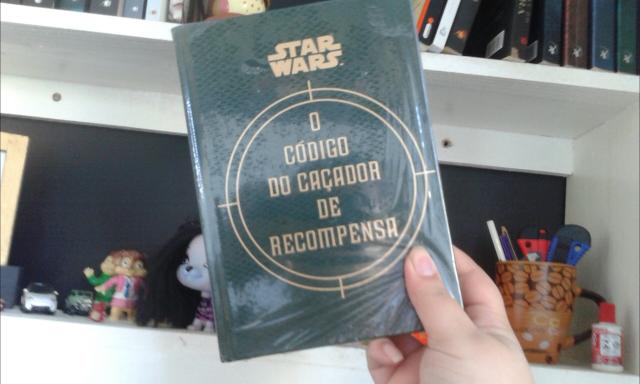 STAR
WARS
O
CÓDIGO
DO CAÇADOR
DE
RECOMPENSA